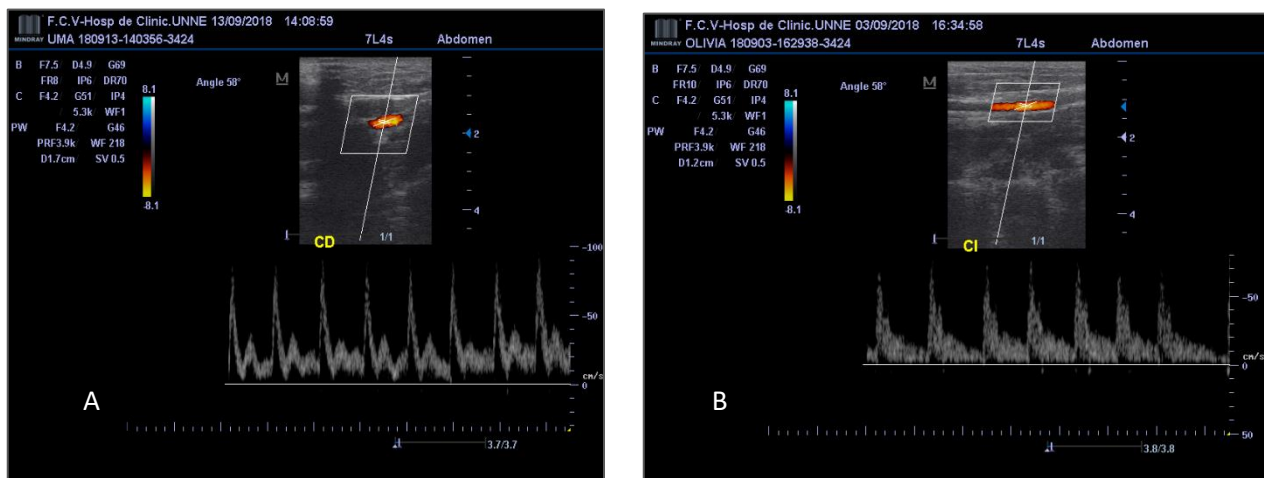 F.C.V-Hosp de Clinic.UNNE 13/09/2018 14:08:59
MINDRAY UMA 180913-140356-3424 7L4s Abdomen
B F7.5 D4.9 G69
FR8 IP6 DR70
C F4.2 G51 IP4
5.3k WF1
PW F4.2 G46
PRF3.9k WF 218
D1.7cm SV 0.5
8.1
-8.1
Angle 58°
M
2
4
CD
1/1
-100
-50
cm/s
0
A
3.7/3.7
F.C.V-Hosp de Clinic.UNNE 03/09/2018 16:34:58
MINDRAY OLIVIA 180903-162938-3424 7L4s Abdomen
B F7.5 D4.9 G69
FR10 IP6 DR70
C F4.2 G51 IP4
5.3k WF1
PW F4.2 G46
PRF3.9k WF 218
D1.2cm SV 0.5
8.1
-8.1
Angle 58°
M
2
4
CI
1/1
-50
cm/s
0
50
B
3.8/3.8